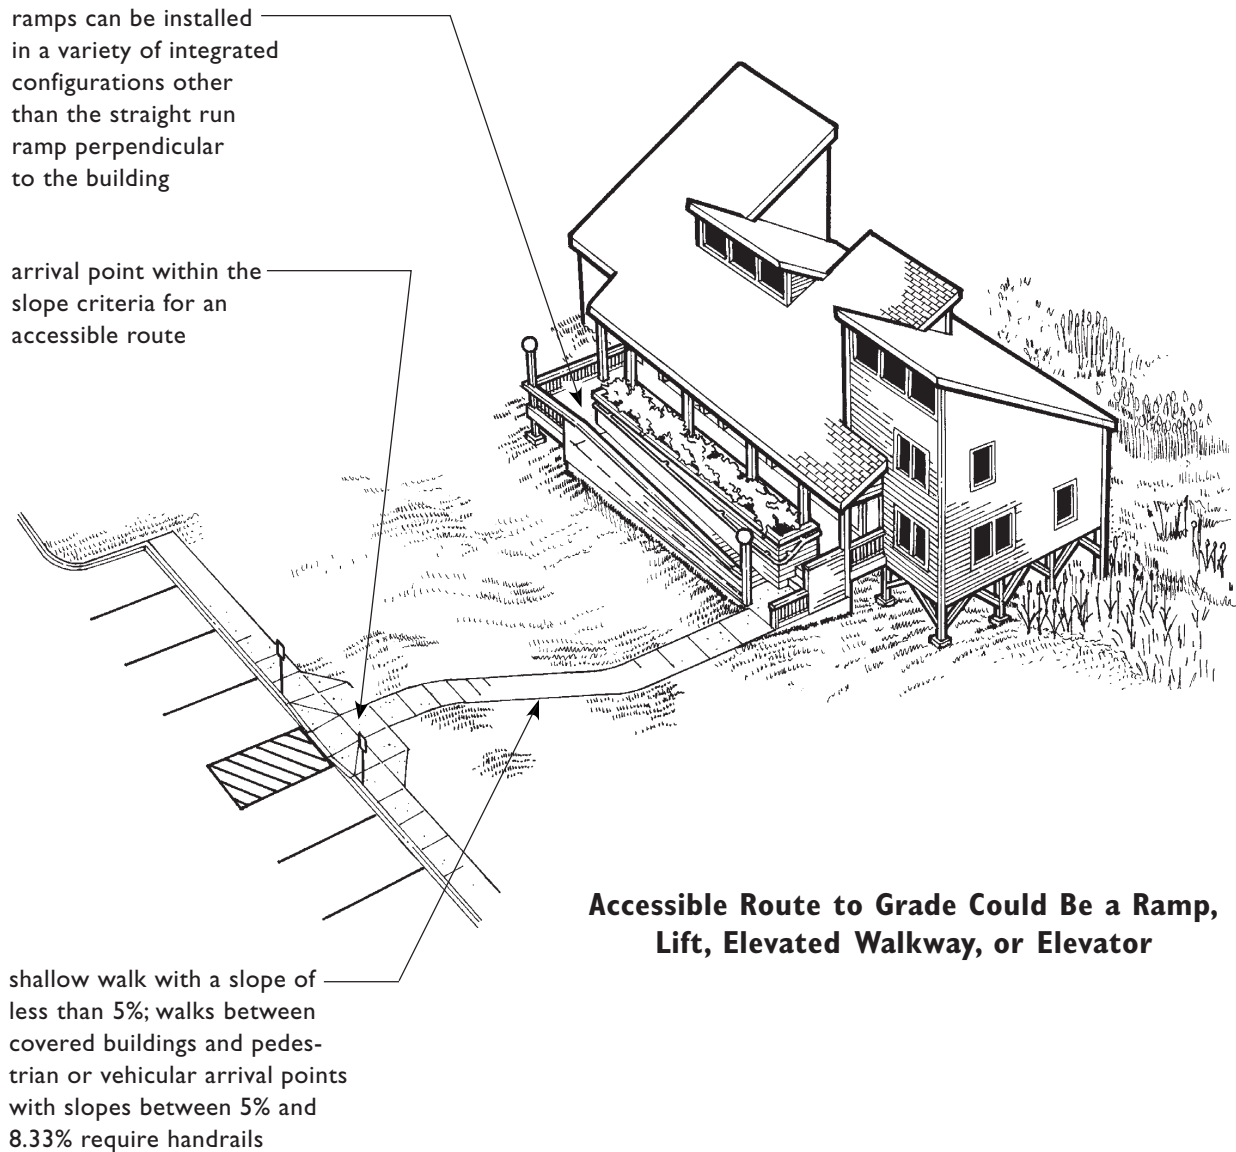 ramps can be installed
in a variety of integrated
configurations other
than the straight run
ramp perpendicular
to the building
arrival point within the
slope criteria for an
accessible route
Accessible Route to Grade Could Be a Ramp,
Lift, Elevated Walkway, or Elevator
shallow walk with a slope of
less than 5%; walks between
covered buildings and pedes-
trian or vehicular arrival points
with slopes between 5% and
8.33% require handrails